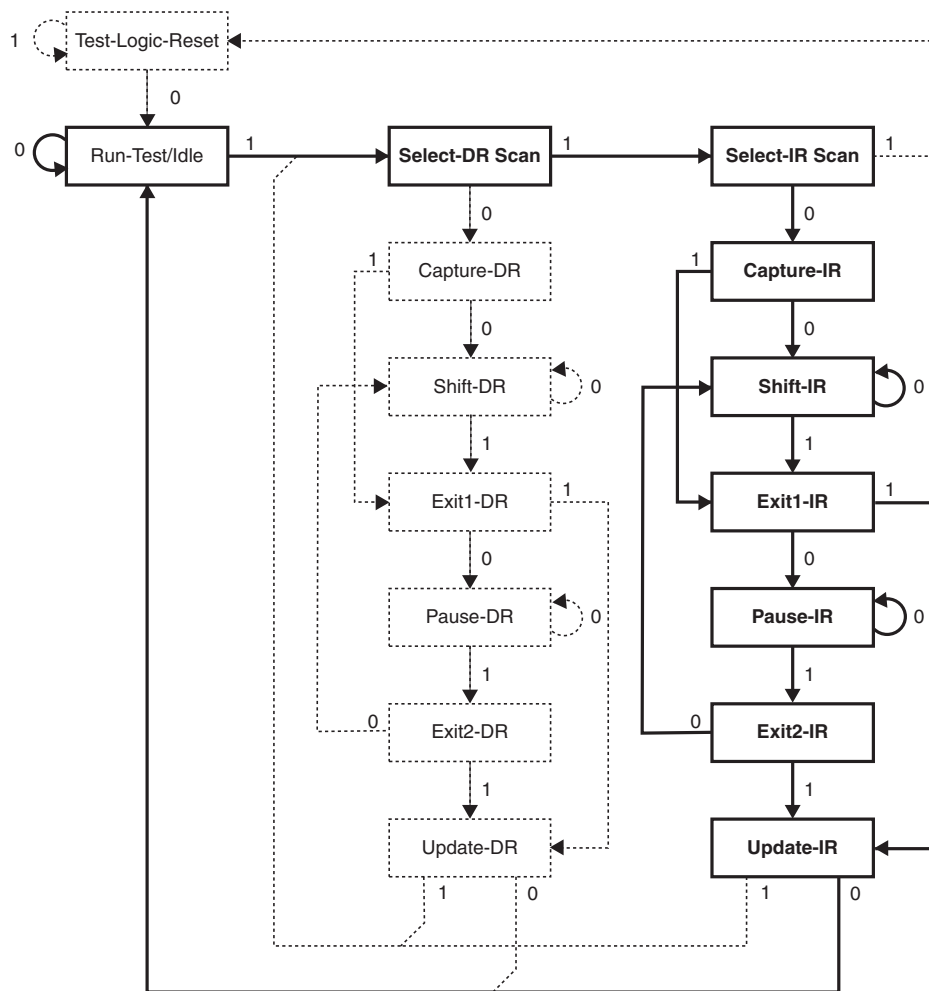 1 Test-Logic-Reset
0
0 Run-Test/Idle 1 Select-DR Scan 1 Select-IR Scan 1
0 0
1 Capture-DR 1 Capture-IR
0 0
Shift-DR 0 Shift-IR 0
1 1
Exit1-DR 1 Exit1-IR 1
0 0
Pause-DR 0 Pause-IR 0
1 1
0 Exit2-DR 0 Exit2-IR
1 1
Update-DR Update-IR
1 0 1 0